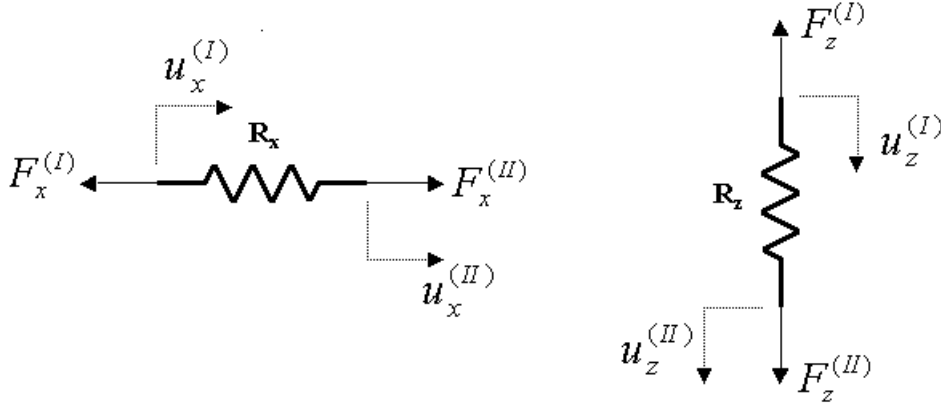 u_x^(I)
R_x
F_x^(I)
F_x^(II)
u_x^(II)
F_z^(I)
u_z^(I)
R_z
u_z^(II)
F_z^(II)